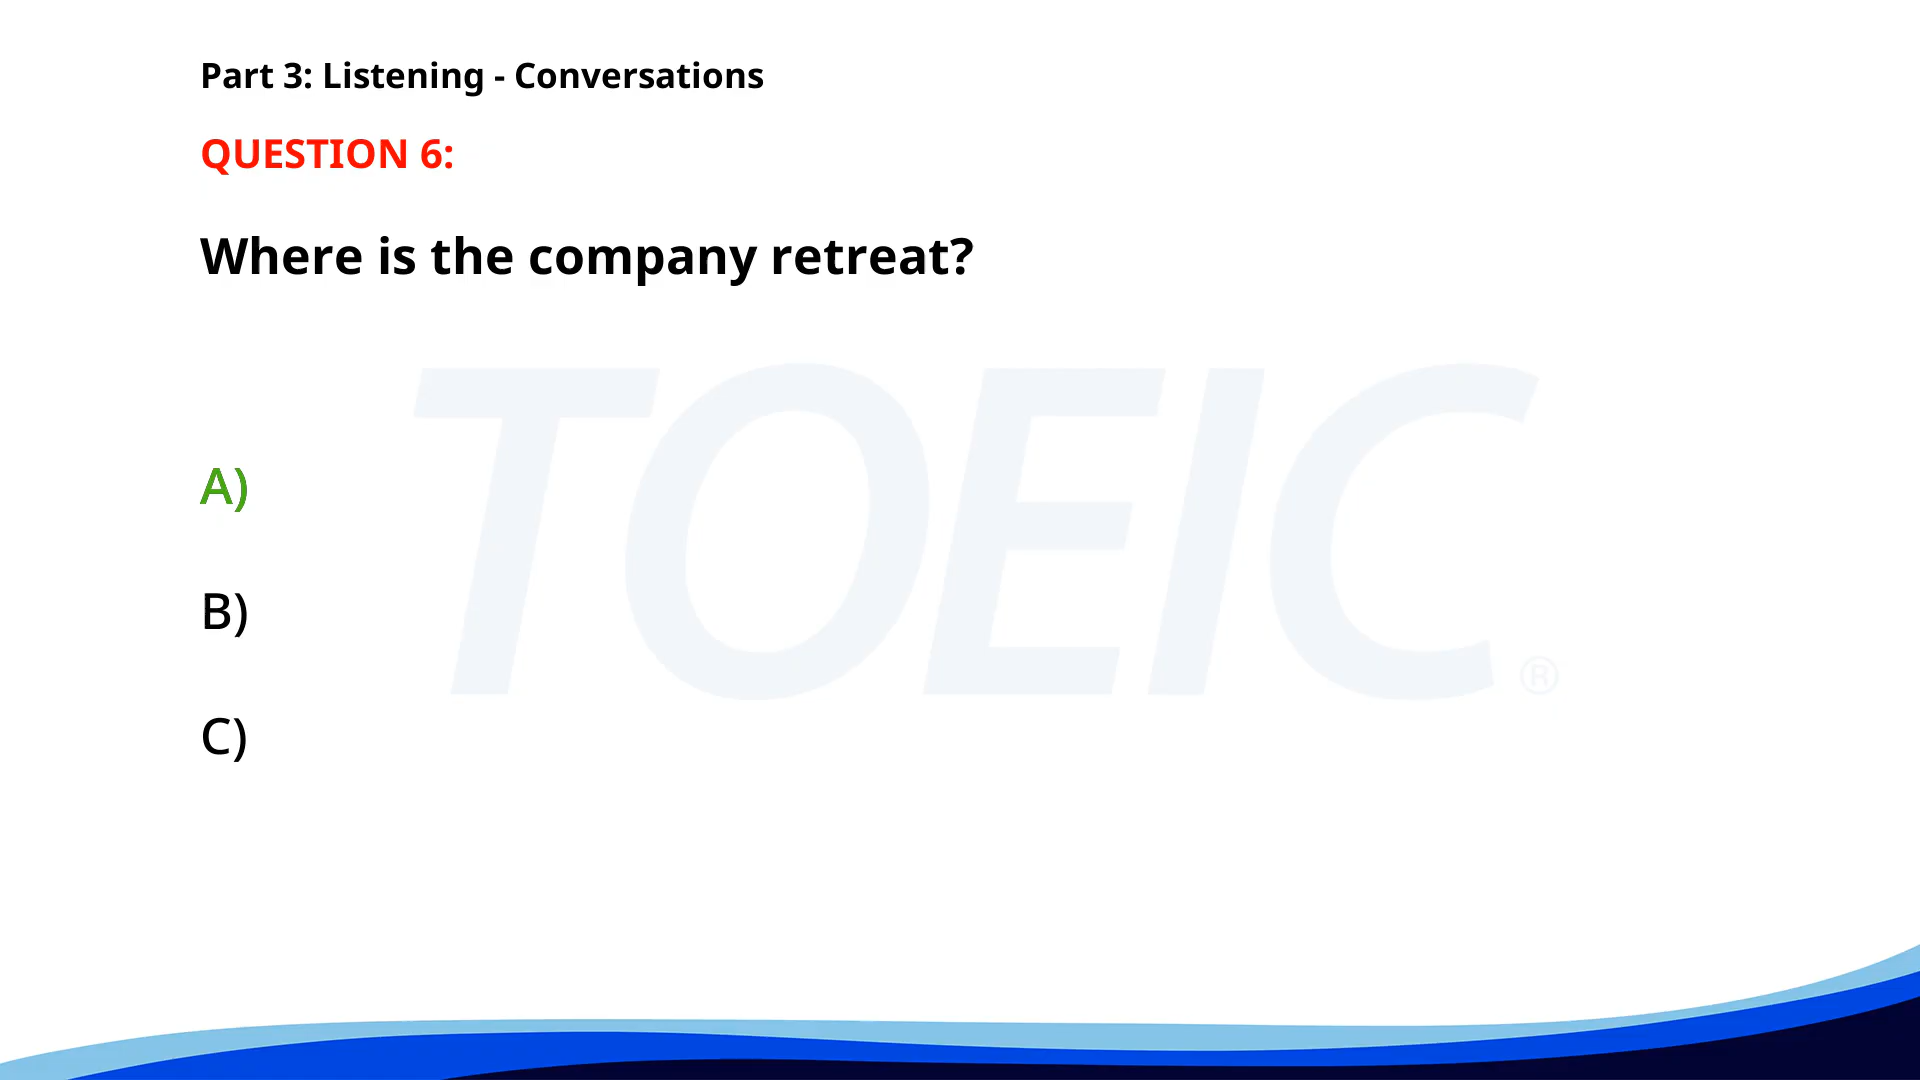 Part 3: Listening - Conversations
QUESTION 6:
Where is the company retreat?
TOEIC®
A)
B)
C)